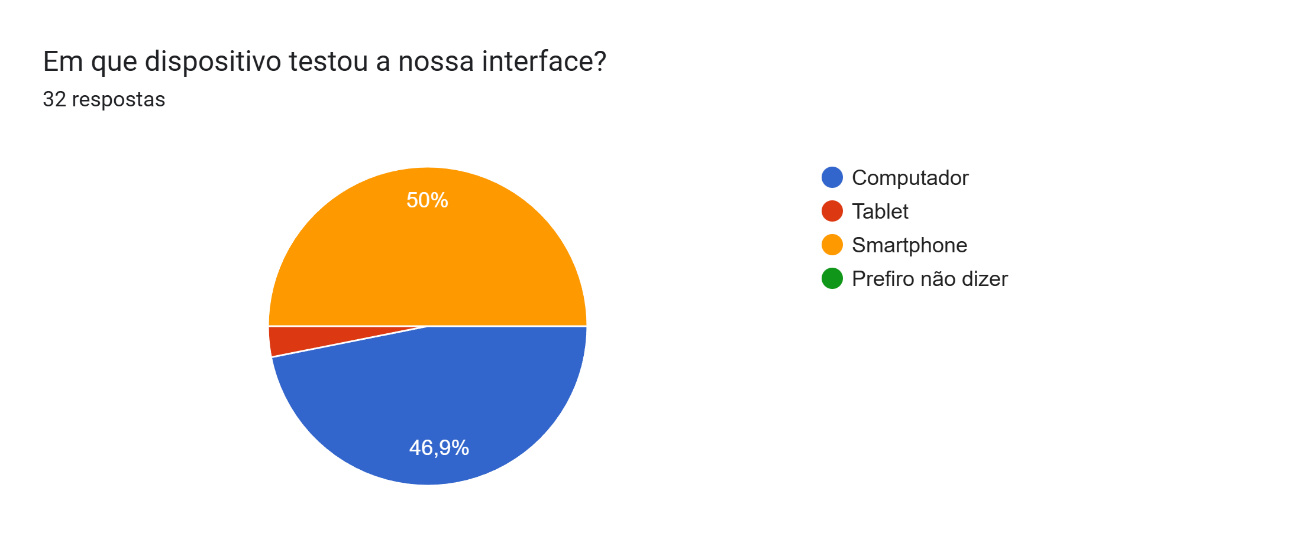 Em que dispositivo testou a nossa interface?
32 respostas
50%
46,9%
Computador
Tablet
Smartphone
Prefiro não dizer